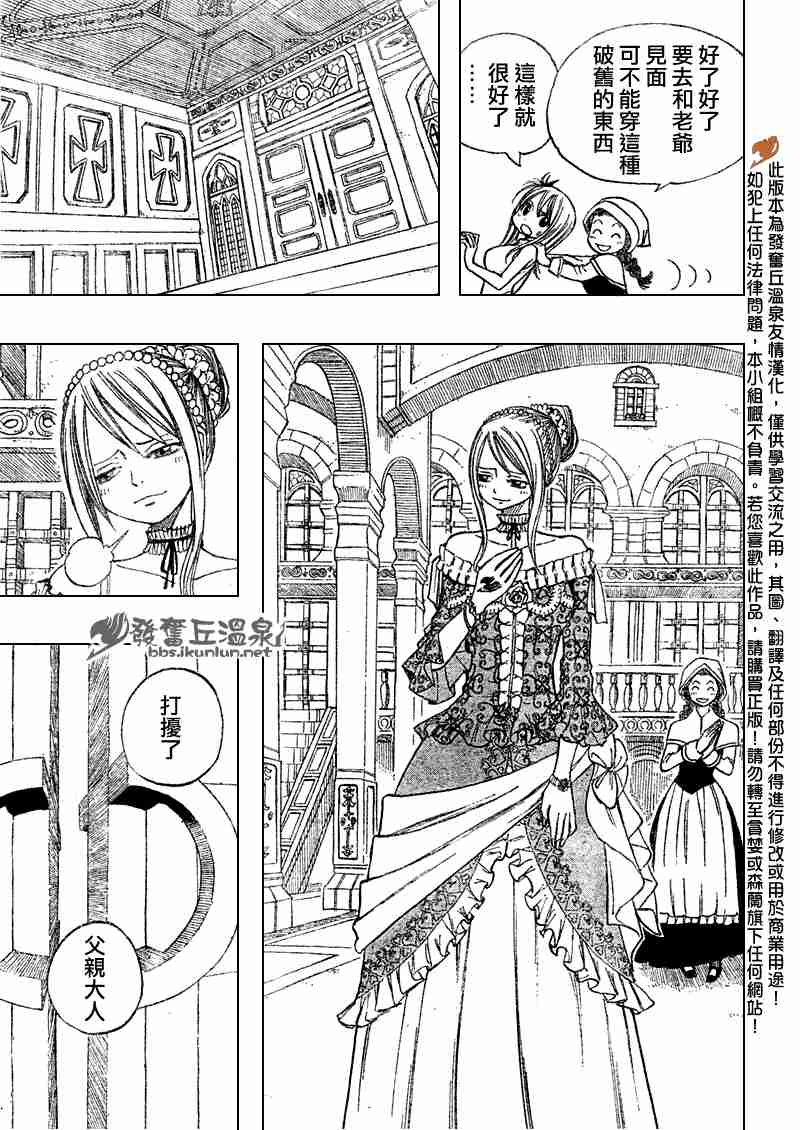 好了好了
要去和老爺
見面
可不能穿這種
破舊的東西
這樣就
很好了
……
打擾了
父親大人
發奮丘溫泉
bbs.ikunlun.net
此版本為發奮丘溫泉友情漢化，僅供學習交流之用，其圖、翻譯及任何部份不得進行修改或用於商業用途！
如犯上任何法律問題，本小組概不負責。若您喜歡此作品，請購買正版！請勿轉至貪婪或森蘭旗下任何網站！